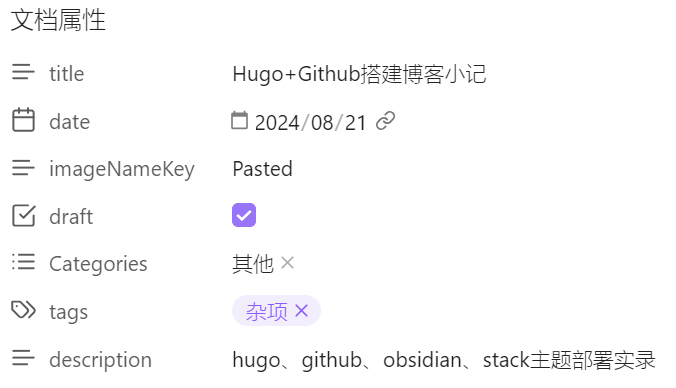 文档属性
title Hugo+Github搭建博客小记
date 2024/08/21
imageNameKey Pasted
draft
Categories 其他
tags 杂项
description hugo、github、obsidian、stack主题部署实录